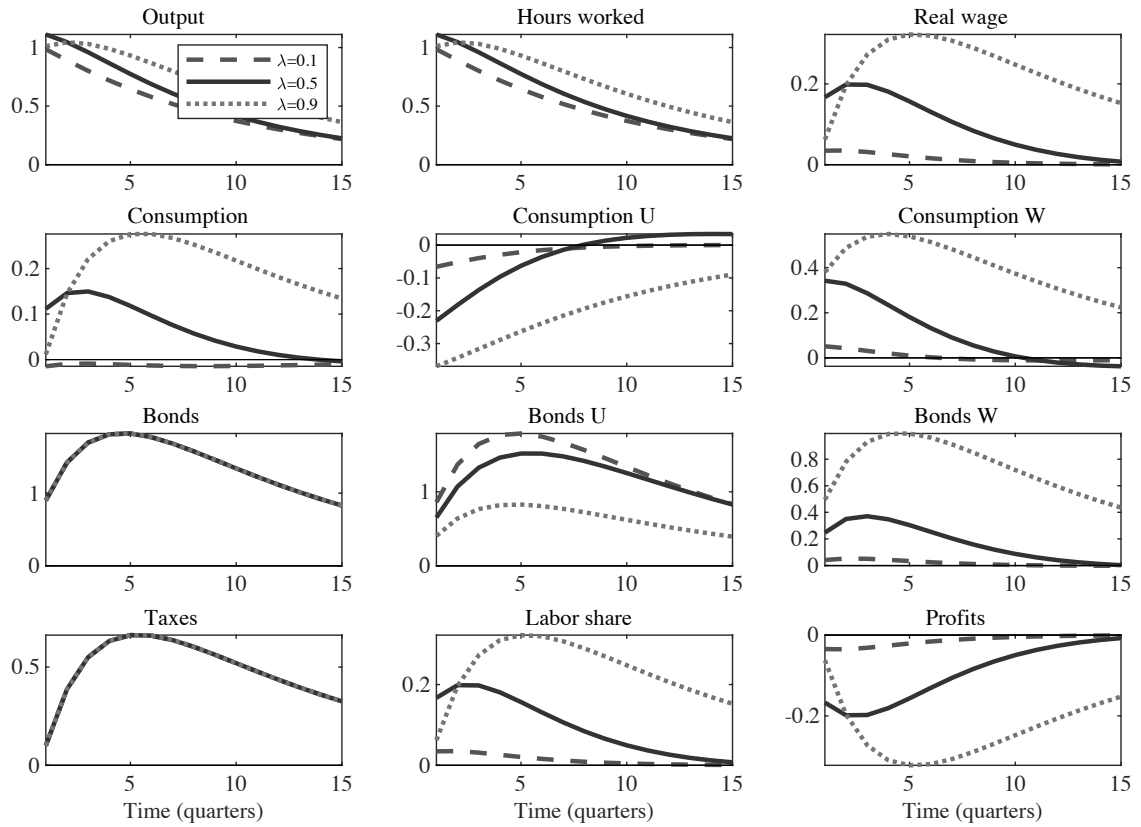 Output
1
0.5
0
5 10 15
λ=0.1
λ=0.5
λ=0.9
Hours worked
1
0.5
0
5 10 15
Real wage
0.2
0
5 10 15
Consumption
0.2
0.1
0
5 10 15
Consumption U
0
-0.1
-0.2
-0.3
5 10 15
Consumption W
0.4
0.2
0
5 10 15
Bonds
1
0
5 10 15
Bonds U
1
0
5 10 15
Bonds W
0.8
0.6
0.4
0.2
0
5 10 15
Taxes
0.5
0
5 10 15
Time (quarters)
Labor share
0.2
0
5 10 15
Time (quarters)
Profits
0
-0.2
5 10 15
Time (quarters)